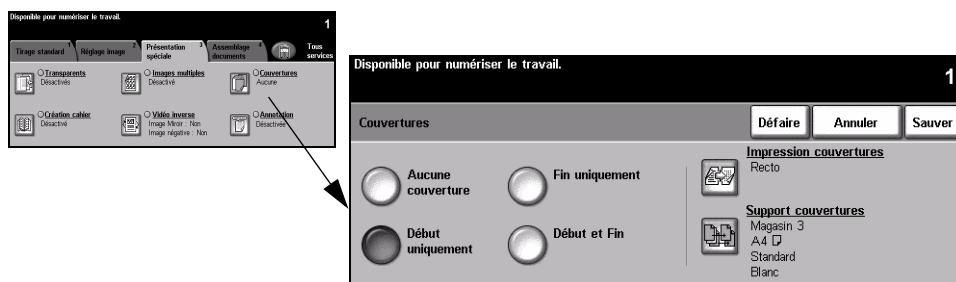 Disponible pour numériser le travail.
1
Tirage standard 1
Réglage image 2
Présentation spéciale 3
Assemblage documents 4
Tous services
Transparents
Désactivés
Images multiples
Désactivé
Couvertures
Aucune
Création cahier
Désactivé
Vidéo inverse
Image Miroir : Non
Image négative : Non
Annotation
Désactivée
Disponible pour numériser le travail.
1
Couvertures
Défaire
Annuler
Sauver
Aucune
couverture
Fin uniquement
Début
uniquement
Début et Fin
Impression couvertures
Recto
Support couvertures
Magasin 3
A4
Standard
Blanc